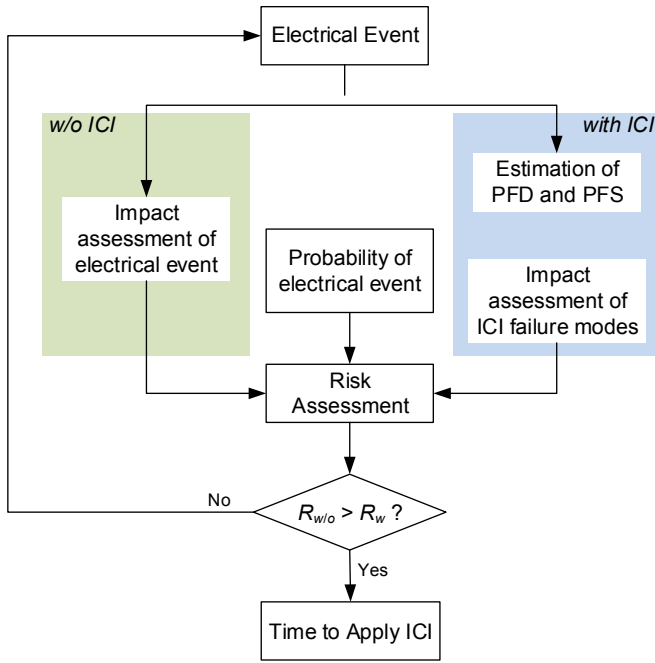 Electrical Event
w/o ICI
with ICI
Estimation of
PFD and PFS
Impact
assessment of
electrical event
Probability of
electrical event
Impact
assessment of
ICI failure modes
Risk
Assessment
No
R_{w/o} > R_w ?
Yes
Time to Apply ICI